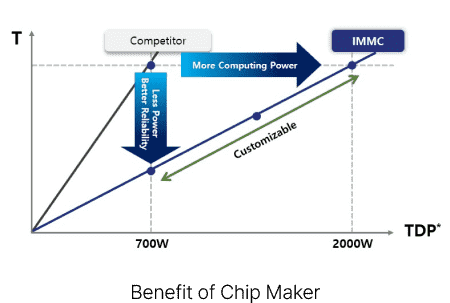 T
Competitor
IMMC
More Computing Power
Less Power
Better Reliability
Customizable
TDP*
700W
2000W
Benefit of Chip Maker